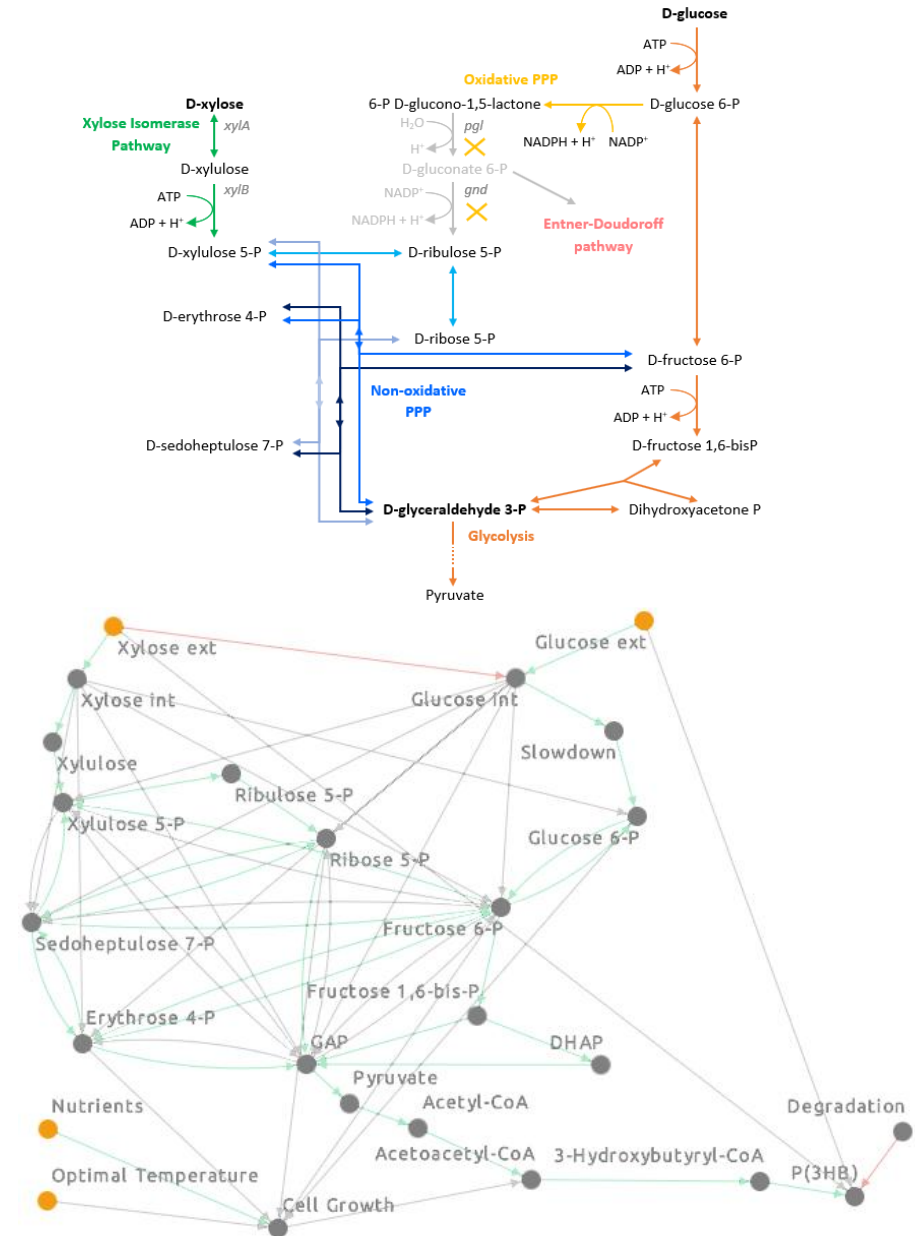 D-glucose
ATP
ADP + H⁺
Oxidative PPP
D-xylose
6-P D-glucono-1,5-lactone
D-glucose 6-P
Xylose Isomerase
Pathway
xylA
H₂O
pgl
H⁺
NADPH + H⁺
NADP⁺
D-xylulose
D-gluconate 6-P
ATP
xylB
ADP + H⁺
NADP⁺
gnd
NADPH + H⁺
Entner-Doudoroff
pathway
D-xylulose 5-P
D-ribulose 5-P
D-erythrose 4-P
D-ribose 5-P
D-fructose 6-P
Non-oxidative
PPP
ATP
ADP + H⁺
D-sedoheptulose 7-P
D-fructose 1,6-bisP
D-glyceraldehyde 3-P
Dihydroxyacetone P
Glycolysis
Pyruvate
Xylose ext
Glucose ext
Xylose int
Glucose int
Slowdown
Xylulose
Ribulose 5-P
Xylulose 5-P
Glucose 6-P
Ribose 5-P
Fructose 6-P
Sedoheptulose 7-P
Fructose 1,6-bis-P
Erythrose 4-P
GAP
DHAP
Pyruvate
Nutrients
Acetyl-CoA
Degradation
Acetoacetyl-CoA
3-Hydroxybutyryl-CoA
P(3HB)
Optimal Temperature
Cell Growth